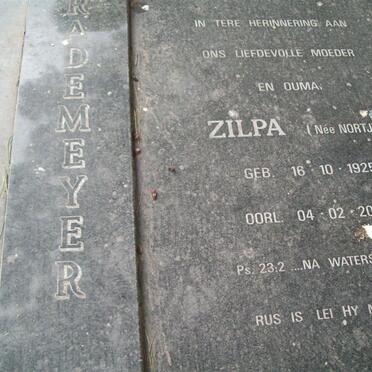 RADEMEYER
IN TERE HERINNERING AAN
ONS LIEFDEVOLLE MOEDER
EN OUMA;
ZILPA (Née NORTJ
GEB. 16 · 10 · 1925
OORL. 04 · 02 · 20
Ps. 23:2 ....NA WATERS
RUS IS LEI HY